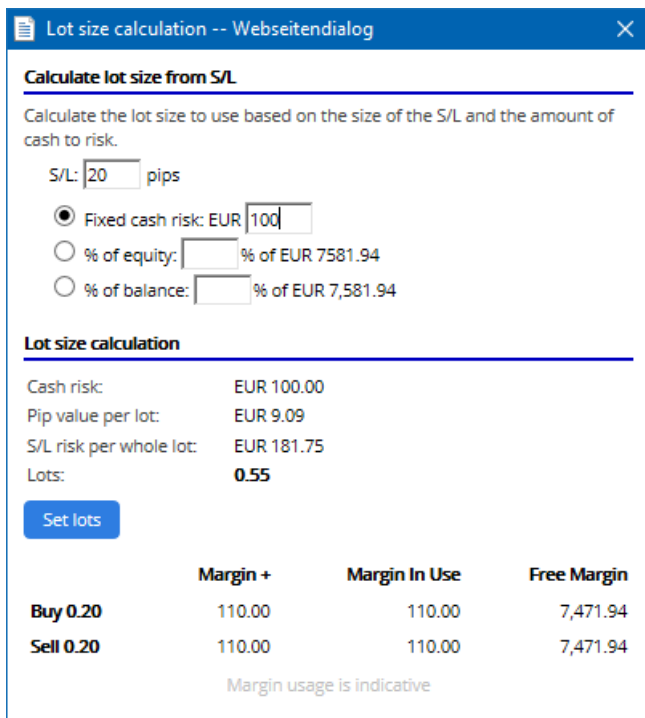 Lot size calculation -- Webseitendialog
Calculate lot size from S/L
Calculate the lot size to use based on the size of the S/L and the amount of
cash to risk.
S/L: 20 pips
Fixed cash risk: EUR 100
% of equity: % of EUR 7581.94
% of balance: % of EUR 7,581.94
Lot size calculation
Cash risk: EUR 100.00
Pip value per lot: EUR 9.09
S/L risk per whole lot: EUR 181.75
Lots: 0.55
Set lots
Margin + Margin In Use Free Margin
Buy 0.20 110.00 110.00 7,471.94
Sell 0.20 110.00 110.00 7,471.94
Margin usage is indicative